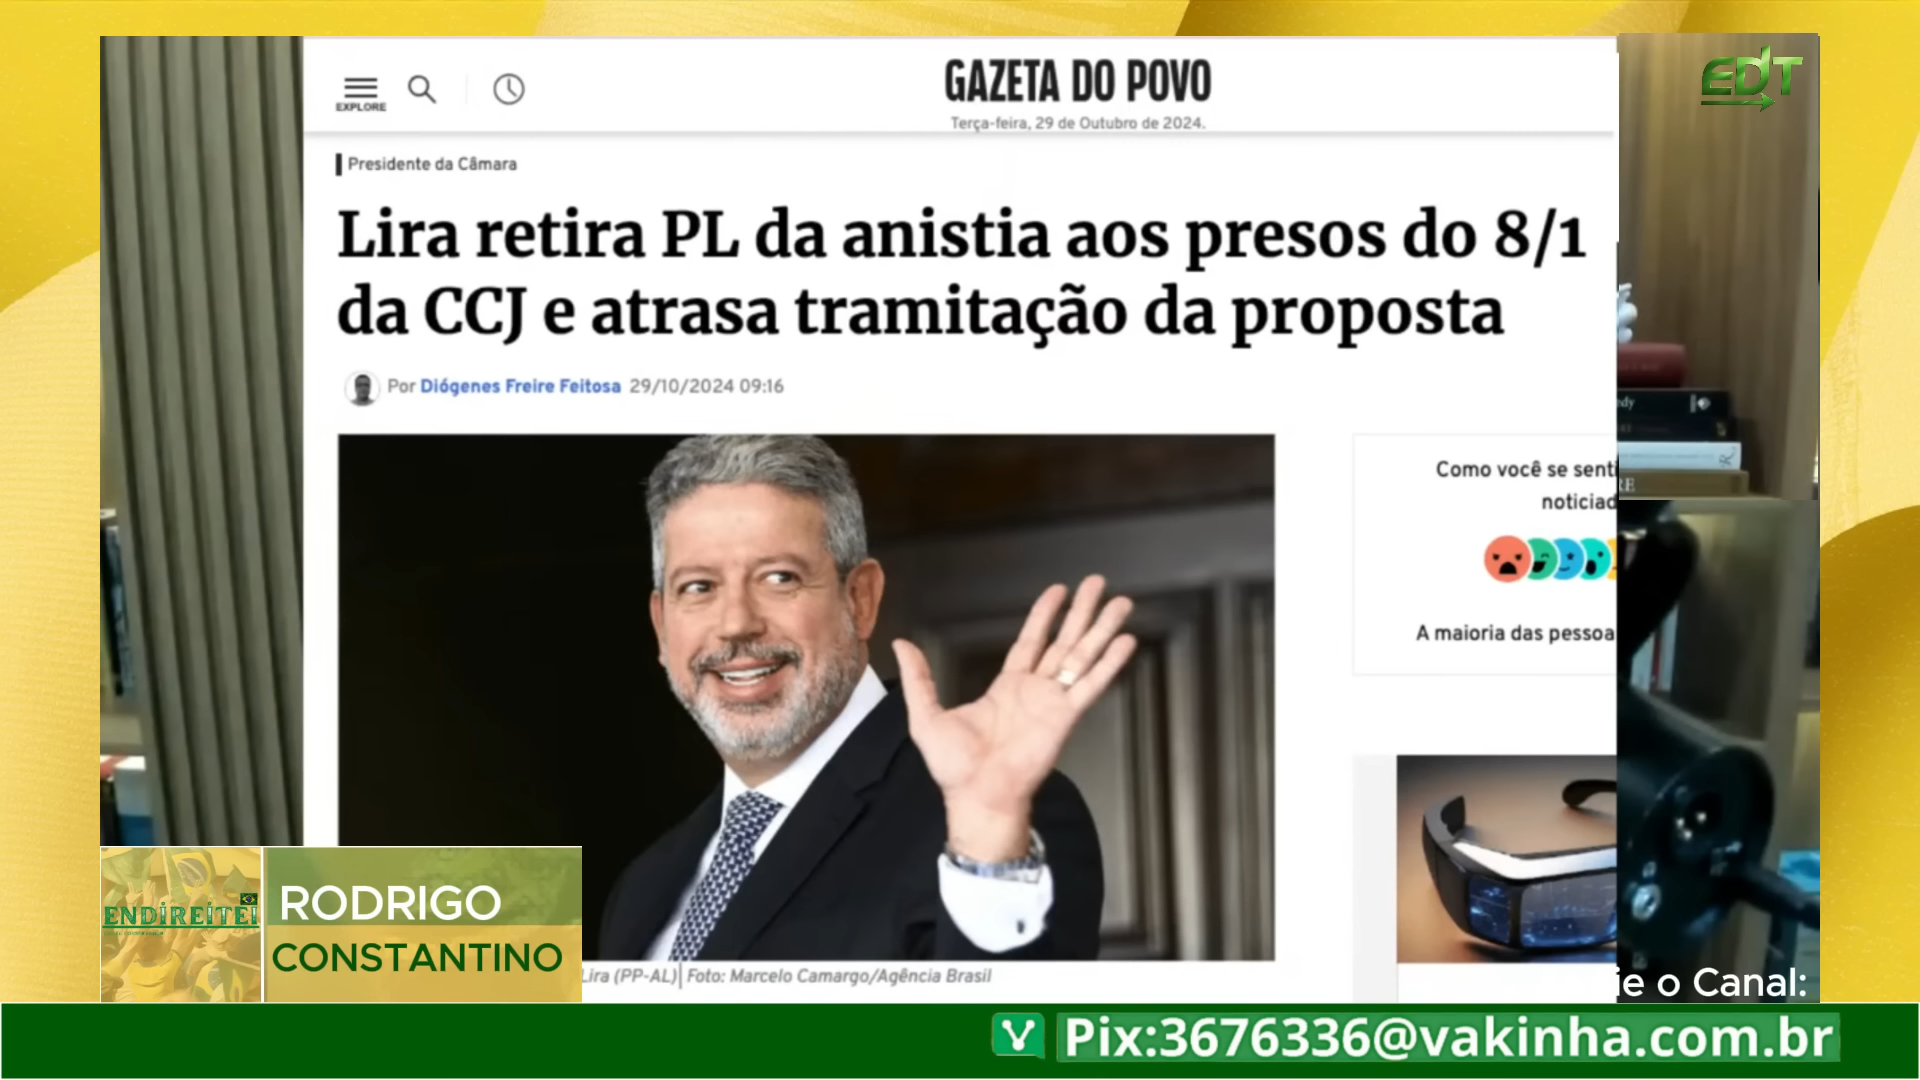 EDT
EXPLORE
GAZETA DO POVO
Terça-feira, 29 de Outubro de 2024.
Presidente da Câmara
Lira retira PL da anistia aos presos do 8/1
da CCJ e atrasa tramitação da proposta
Por Diógenes Freire Feitosa 29/10/2024 09:16
Como você se senti
noticiad
A maioria das pessoa
ENDIREITEI
RODRIGO
CONSTANTINO
Lira (PP-AL)| Foto: Marcelo Camargo/Agência Brasil
ie o Canal:
Pix:3676336@vakinha.com.br